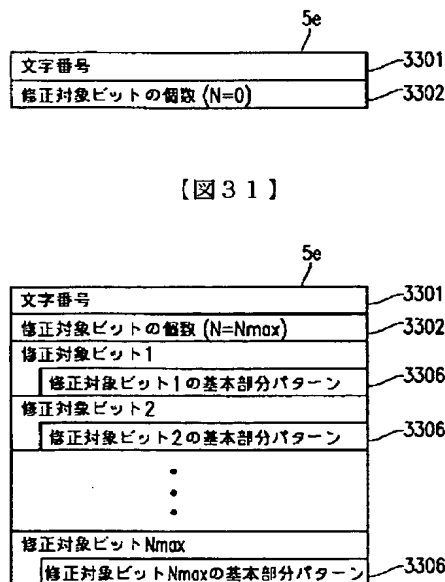 5e
文字番号 3301
修正対象ビットの個数 (N=0) 3302
【図３１】
5e
文字番号 3301
修正対象ビットの個数 (N=Nmax) 3302
修正対象ビット1
修正対象ビット1の基本部分パターン 3306
修正対象ビット2
修正対象ビット2の基本部分パターン 3306
修正対象ビットNmax
修正対象ビットNmaxの基本部分パターン 3306